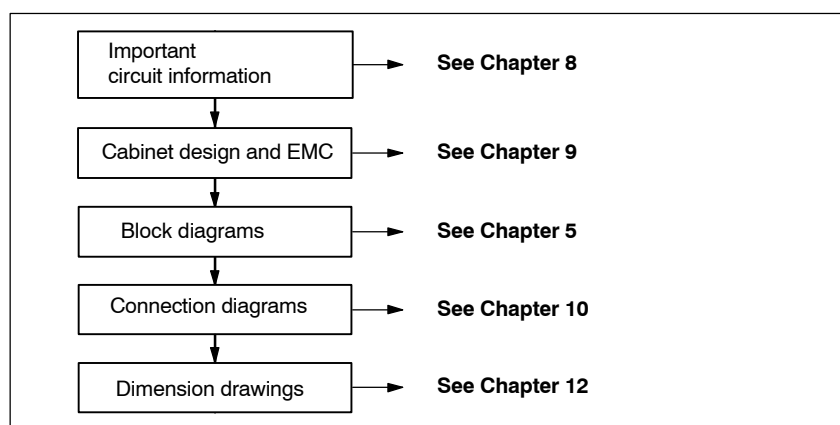 Important
circuit information
See Chapter 8
Cabinet design and EMC
See Chapter 9
Block diagrams
See Chapter 5
Connection diagrams
See Chapter 10
Dimension drawings
See Chapter 12